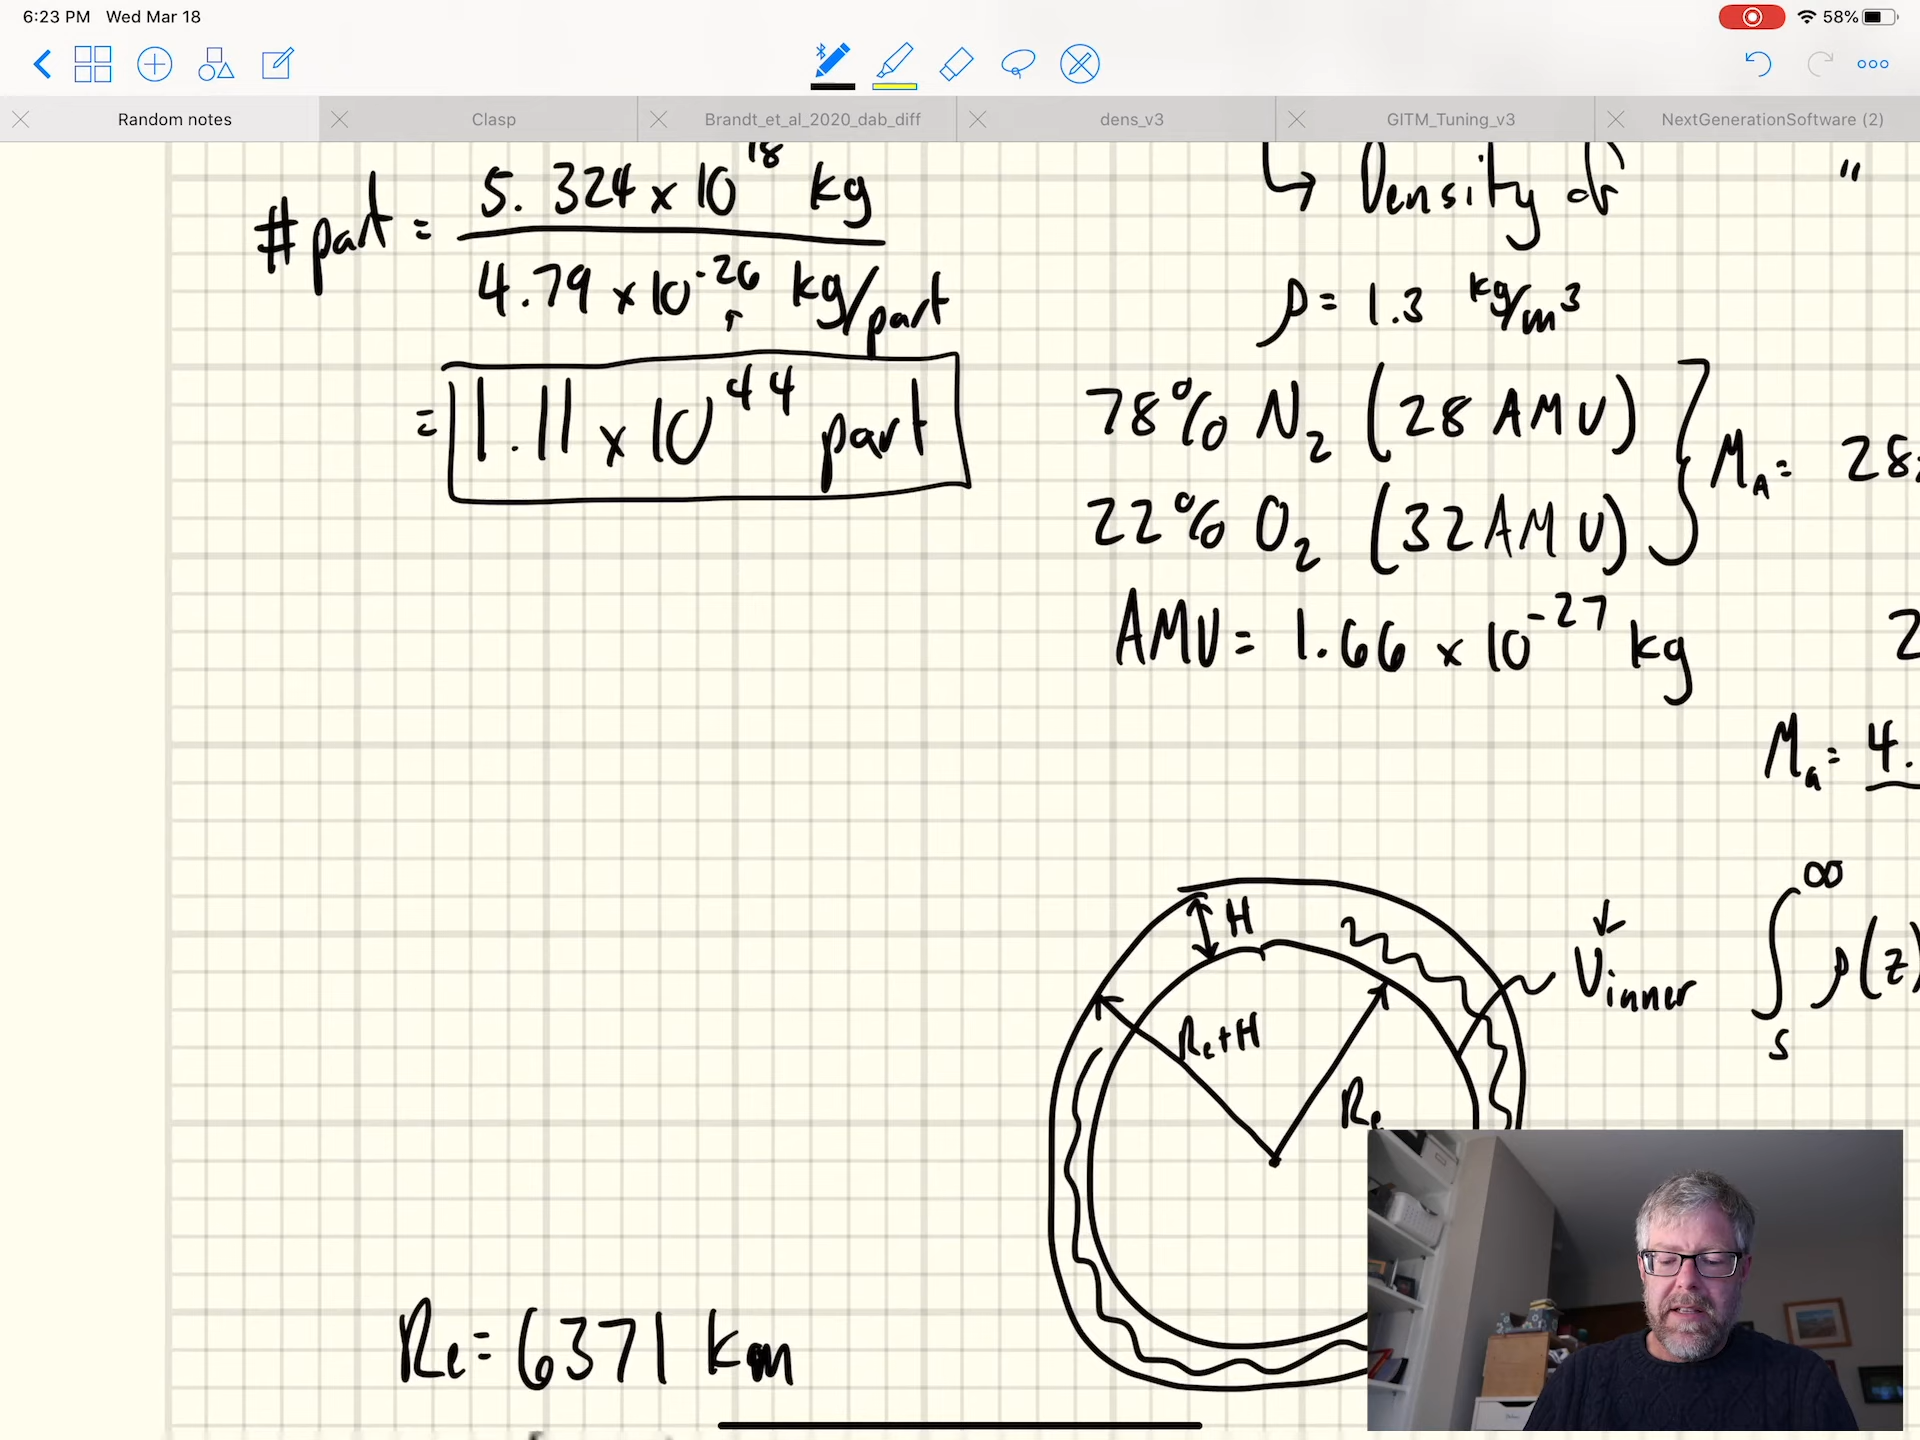 6:23 PM Wed Mar 18
58%
Random notes
Clasp
Brandt_et_al_2020_dab_diff
dens_v3
GITM_Tuning_v3
NextGenerationSoftware (2)
#part = 5.324 x 10^18 kg
4.79 x 10^-26 kg/part
= 1.11 x 10^44 part
↳ Density of "
ρ = 1.3 kg/m^3
78% N2 (28 AMU)
22% O2 (32 AMU)
MA = 28
AMU = 1.66 x 10^-27 kg
2
Ma = 4.
H
Re+H
Re
Vinner
∫ ρ(z)
∞
S
Re = 6371 km